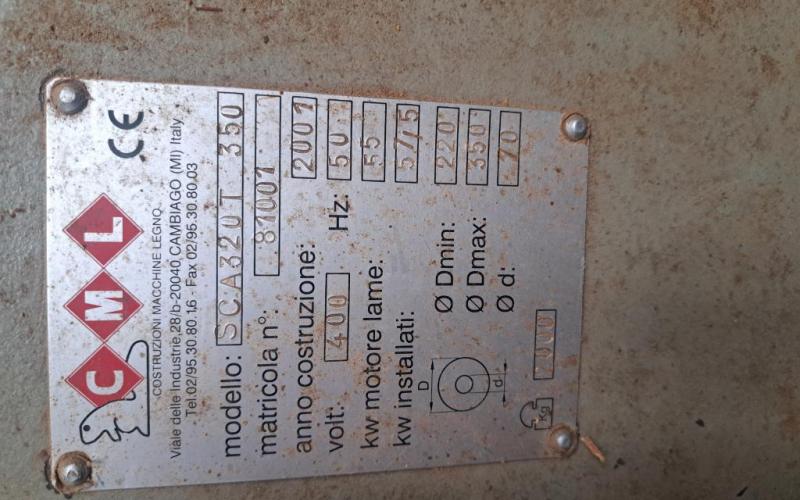 CML
CE
COSTRUZIONI MACCHINE LEGNO
Viale delle Industrie,28/b-20040 CAMBIAGO (MI) Italy
Tel.02/95.30.80.16 - Fax 02/95.30.80.03
modello: SCA320T 350
matricola n°. 81001
anno costruzione: 2001
volt: 400 Hz: 50
kw motore lame: 55
kw installati: 57,5
Ø Dmin: 220
Ø Dmax: 350
Ø d: 70
D
d
Kg